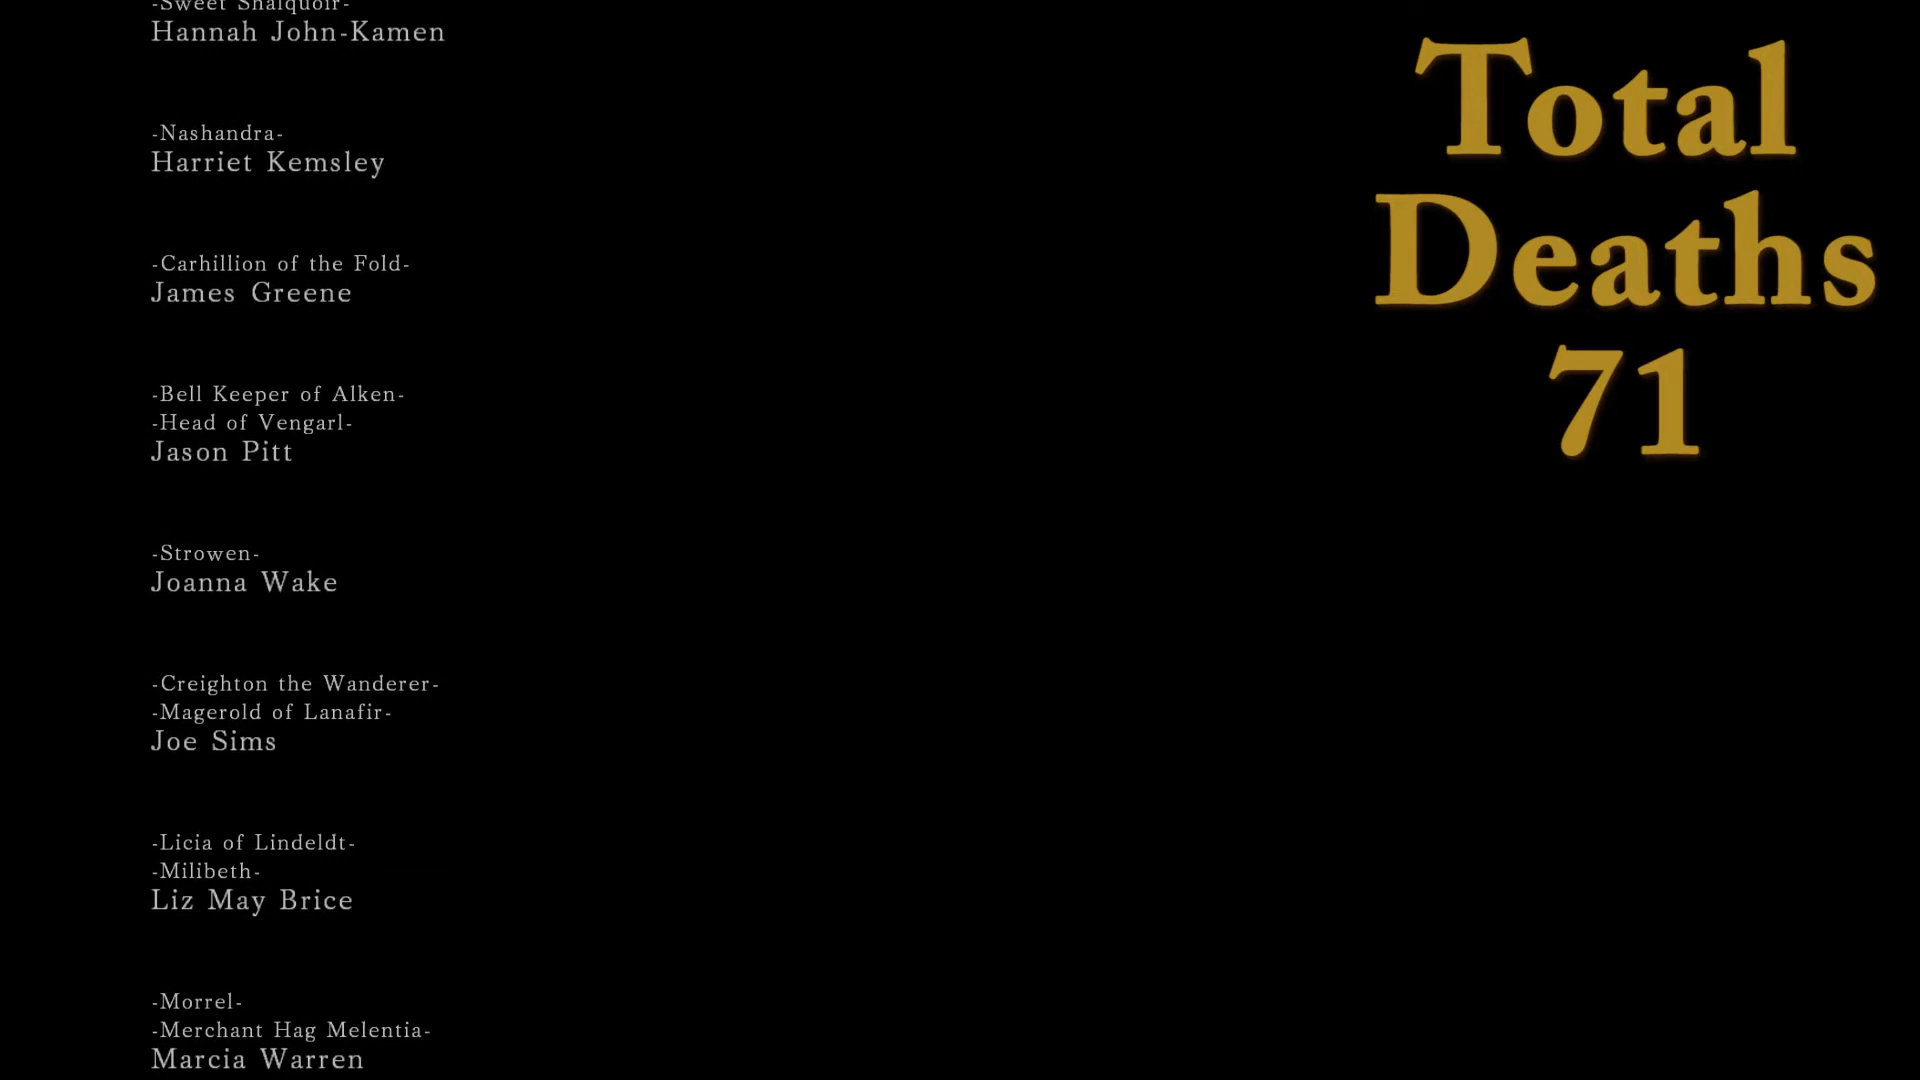 -Sweet Shalquoir-
Hannah John-Kamen
-Nashandra-
Harriet Kemsley
-Carhillion of the Fold-
James Greene
-Bell Keeper of Alken-
-Head of Vengarl-
Jason Pitt
-Strowen-
Joanna Wake
-Creighton the Wanderer-
-Magerold of Lanafir-
Joe Sims
-Licia of Lindeldt-
-Milibeth-
Liz May Brice
-Morrel-
-Merchant Hag Melentia-
Marcia Warren
Total
Deaths
71